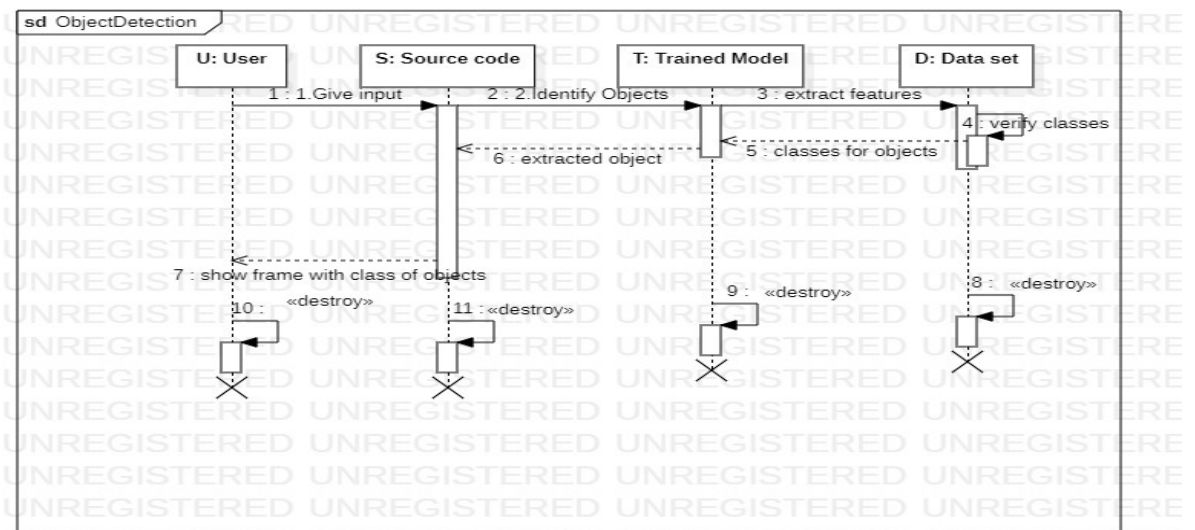 sd ObjectDetection
U: User
S: Source code
T: Trained Model
D: Data set
1 : 1.Give input
2 : 2.Identify Objects
3 : extract features
4 : verify classes
5 : classes for objects
6 : extracted object
7 : show frame with class of objects
8 : «destroy»
9 : «destroy»
10 : «destroy»
11 : «destroy»
UNREGISTERED UNREGISTERED UNREGISTERED UNREGISTERE